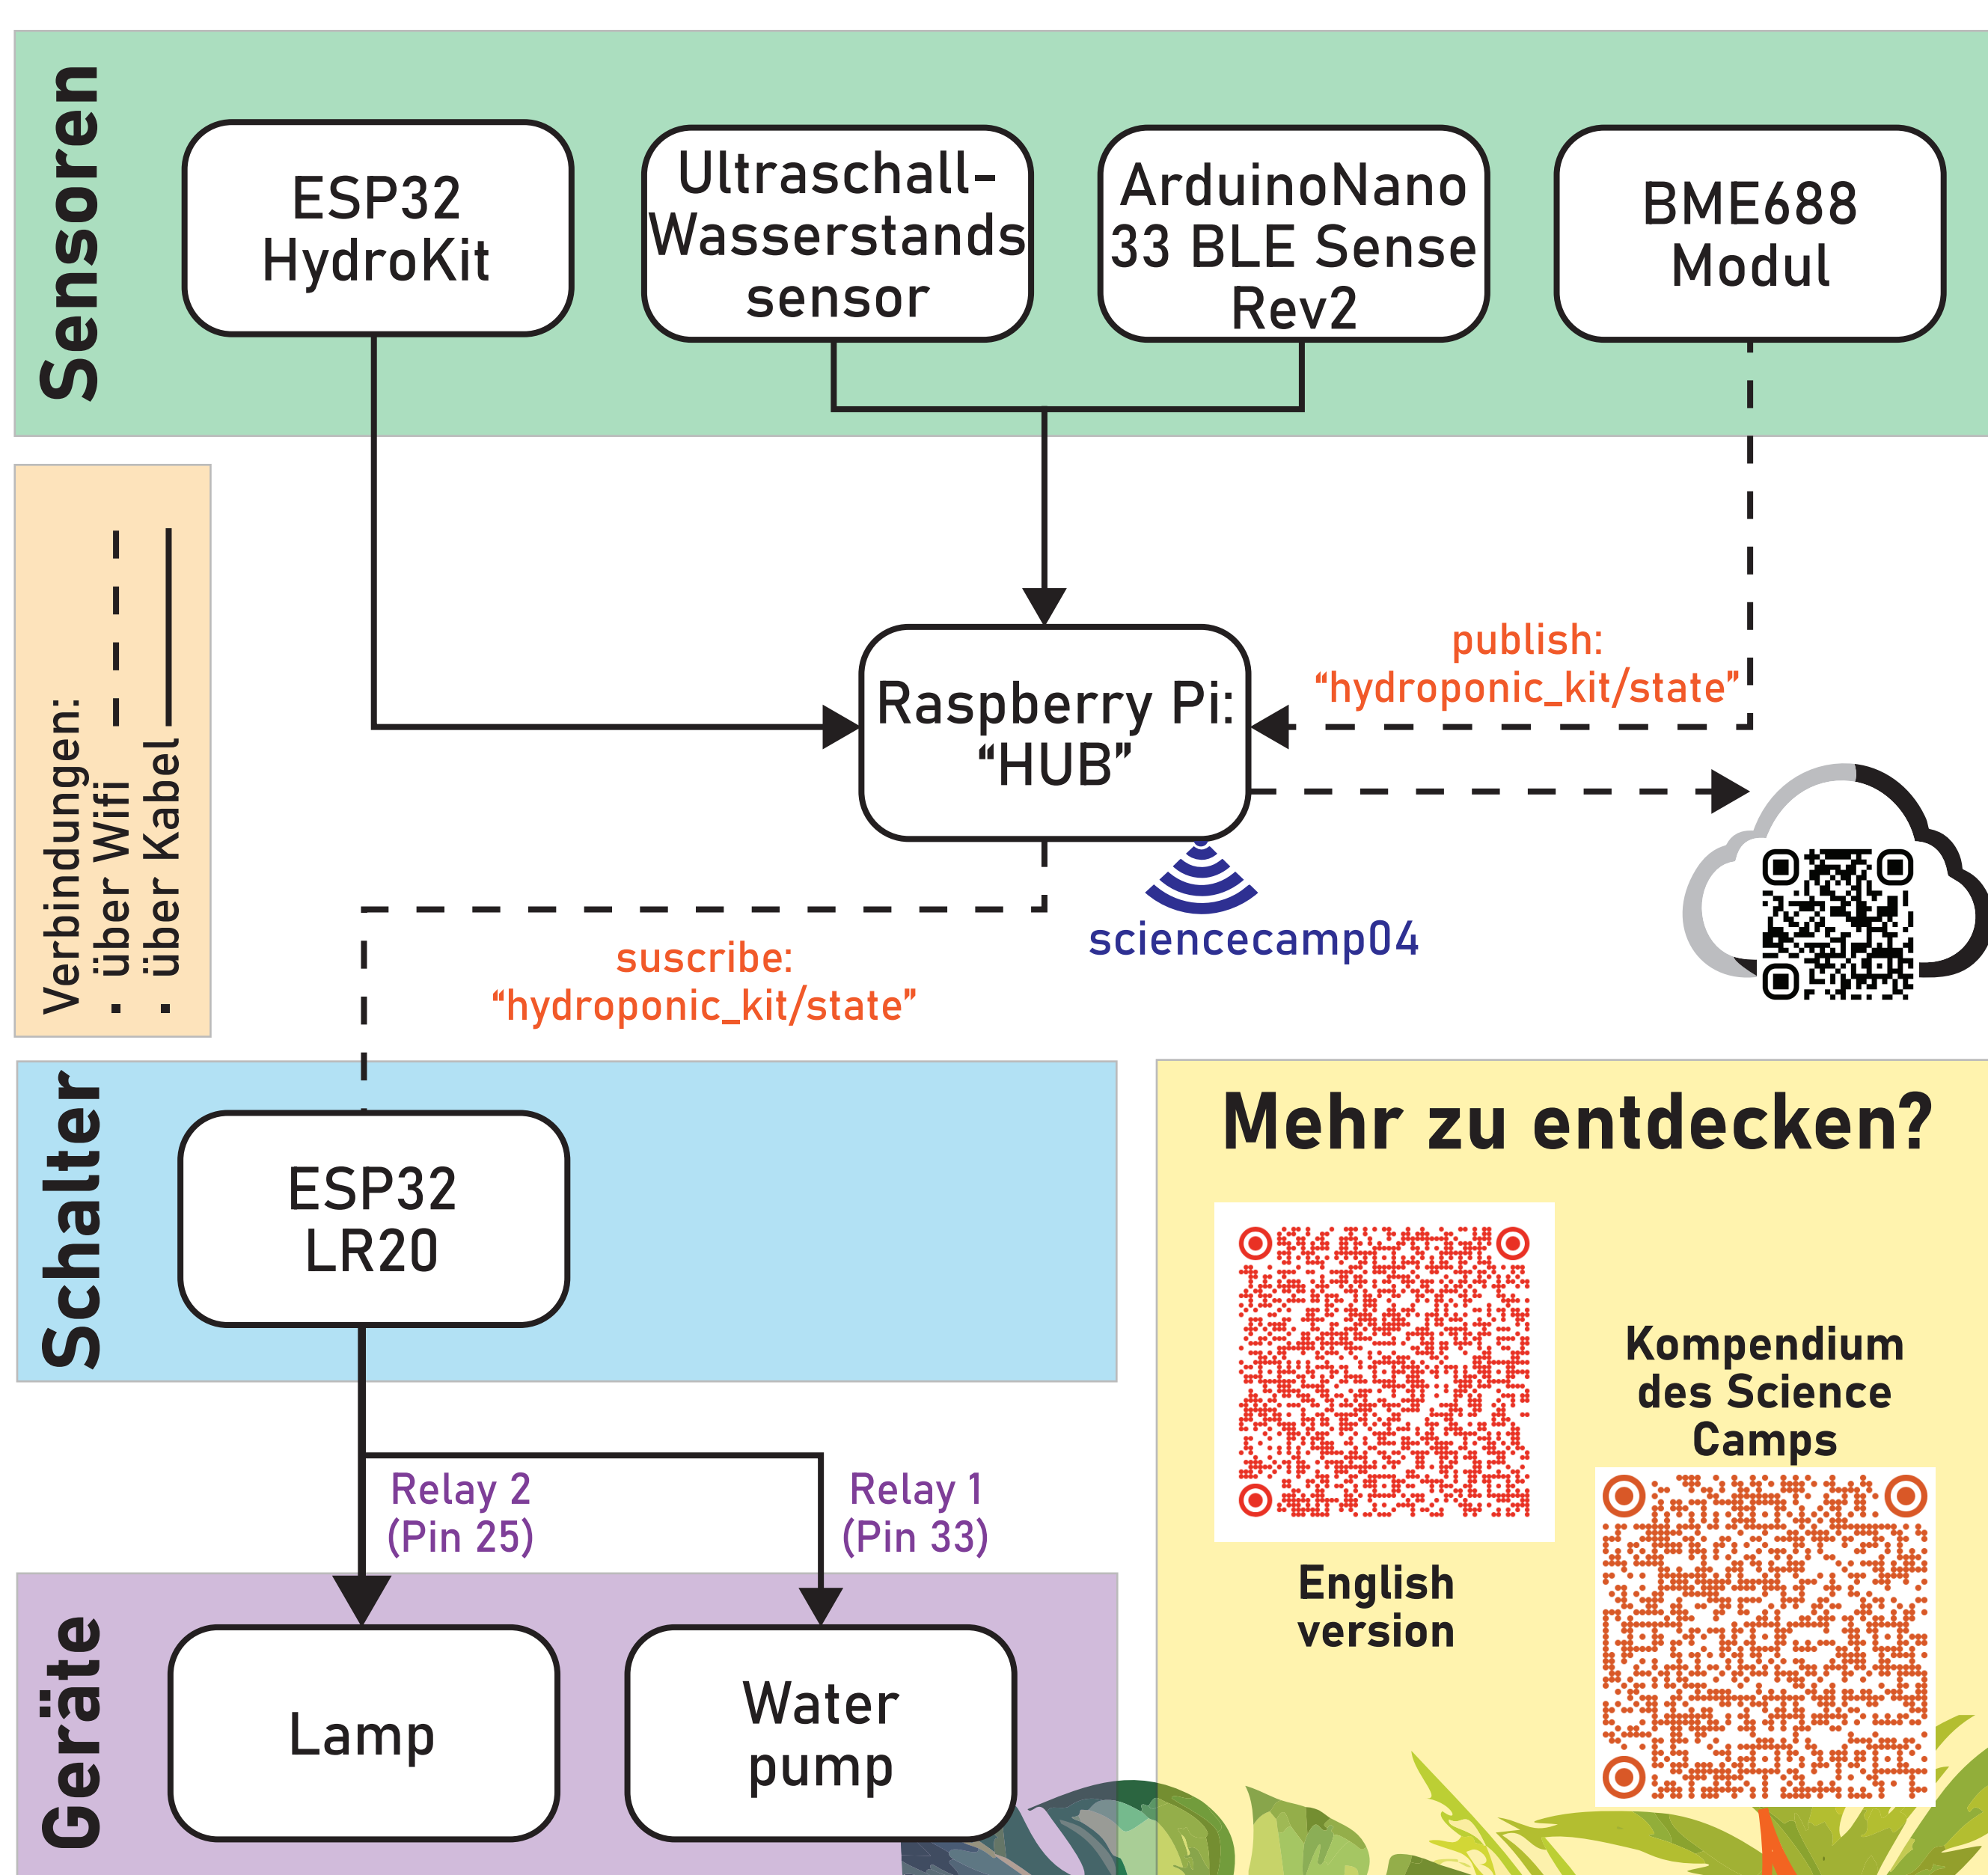 Sensoren
ESP32
HydroKit
Ultraschall-
Wasserstands
sensor
ArduinoNano
33 BLE Sense
Rev2
BME688
Modul
Verbindungen:
▪ über Wifi
▪ über Kabel
Raspberry Pi:
“HUB”
publish:
“hydroponic_kit/state”
sciencecamp04
suscribe:
“hydroponic_kit/state”
Schalter
ESP32
LR20
Relay 2
(Pin 25)
Relay 1
(Pin 33)
Geräte
Lamp
Water
pump
Mehr zu entdecken?
English
version
Kompendium
des Science
Camps